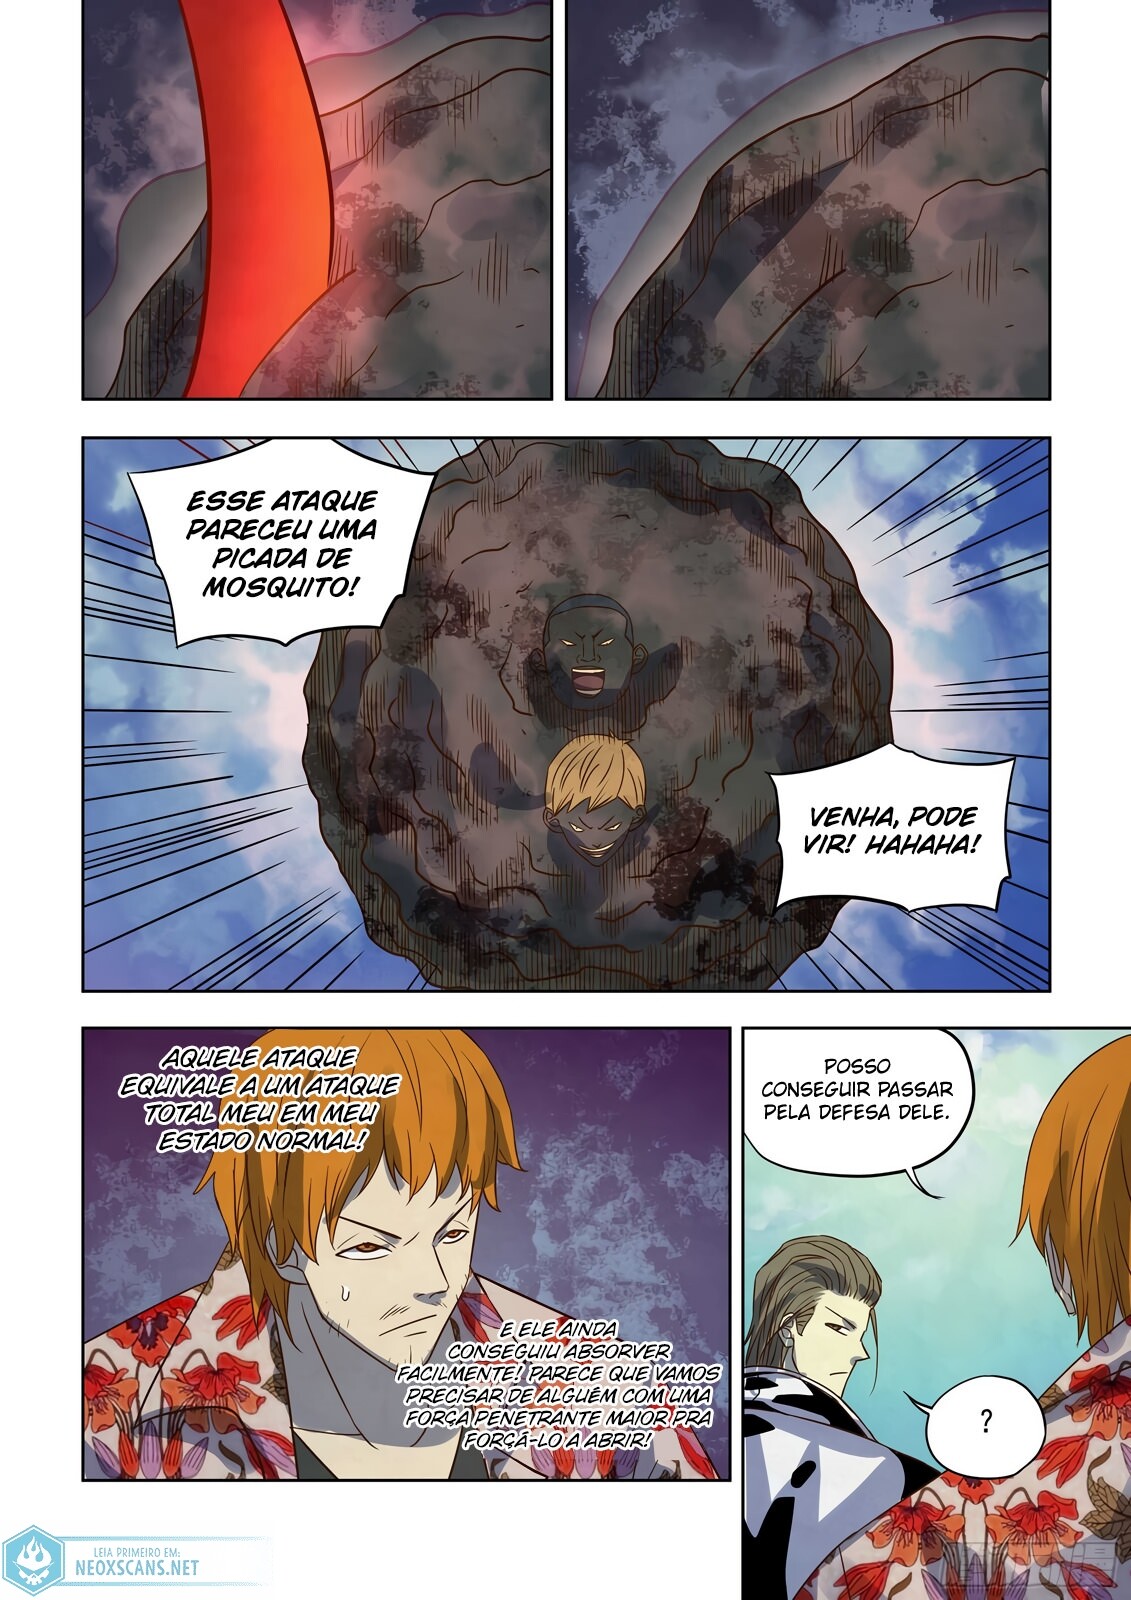 ESSE ATAQUE
PARECEU UMA
PICADA DE
MOSQUITO!
VENHA, PODE
VIR! HAHAHA!
AQUELE ATAQUE
EQUIVALE A UM ATAQUE
TOTAL MEU EM MEU
ESTADO NORMAL!
E ELE AINDA
CONSEGUIU ABSORVER
FACILMENTE! PARECE QUE VAMOS
PRECISAR DE ALGUÉM COM UMA
FORÇA PENETRANTE MAIOR PRA
FORÇÁ-LO A ABRIR!
POSSO
CONSEGUIR PASSAR
PELA DEFESA DELE.
?
LEIA PRIMEIRO EM:
NEOXSCANS.NET